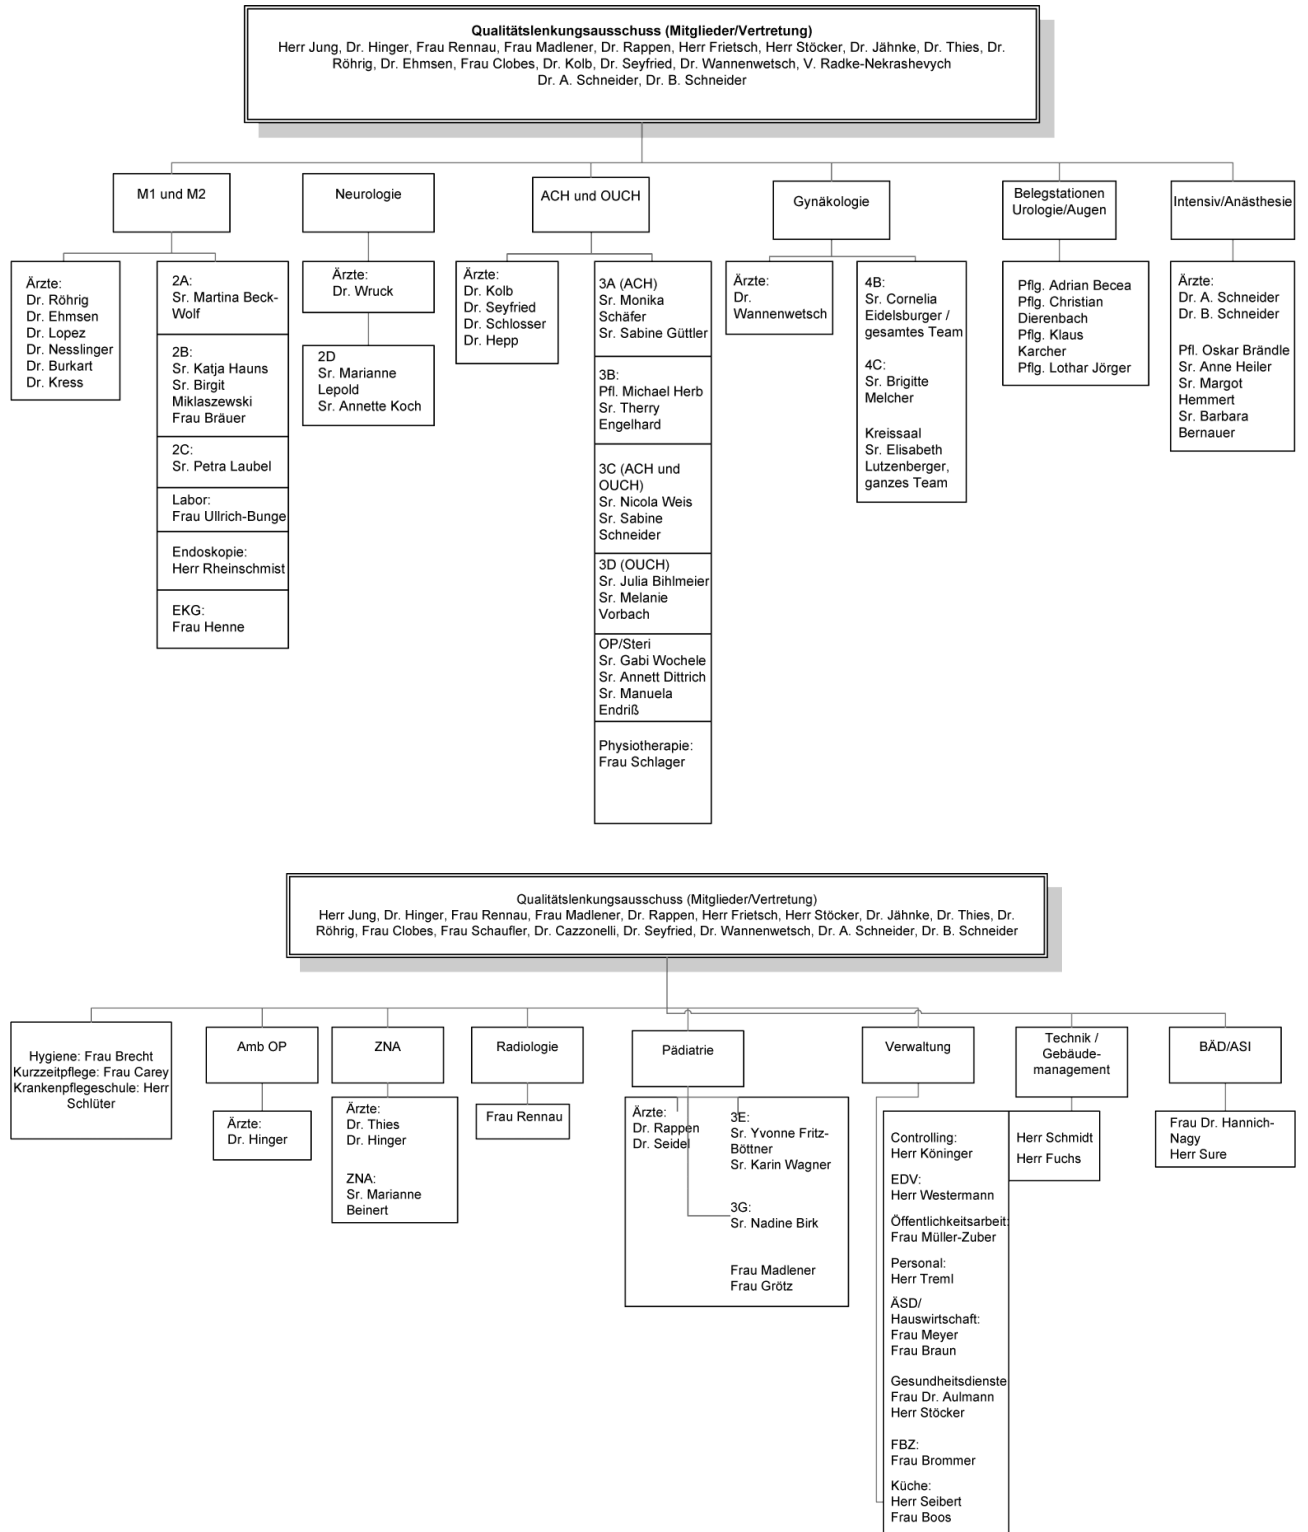 Qualitätslenkungsausschuss (Mitglieder/Vertretung)
Herr Jung, Dr. Hinger, Frau Rennau, Frau Madlener, Dr. Rappen, Herr Frietsch, Herr Stöcker, Dr. Jähnke, Dr. Thies, Dr.
Röhrig, Dr. Ehmsen, Frau Clobes, Dr. Kolb, Dr. Seyfried, Dr. Wannenwetsch, V. Radke-Nekrashevych
Dr. A. Schneider, Dr. B. Schneider
M1 und M2
Ärzte:
Dr. Röhrig
Dr. Ehmsen
Dr. Lopez
Dr. Nesslinger
Dr. Burkart
Dr. Kress
2A:
Sr. Martina Beck-
Wolf
2B:
Sr. Katja Hauns
Sr. Birgit
Miklaszewski
Frau Bräuer
2C:
Sr. Petra Laubel
Labor:
Frau Ullrich-Bunge
Endoskopie:
Herr Rheinschmist
EKG:
Frau Henne
Neurologie
Ärzte:
Dr. Wruck
2D
Sr. Marianne
Lepold
Sr. Annette Koch
ACH und OUCH
Ärzte:
Dr. Kolb
Dr. Seyfried
Dr. Schlosser
Dr. Hepp
3A (ACH)
Sr. Monika
Schäfer
Sr. Sabine Güttler
3B:
Pfl. Michael Herb
Sr. Therry
Engelhard
3C (ACH und
OUCH)
Sr. Nicola Weis
Sr. Sabine
Schneider
3D (OUCH)
Sr. Julia Bihlmeier
Sr. Melanie
Vorbach
OP/Steri
Sr. Gabi Wochele
Sr. Annett Dittrich
Sr. Manuela
Endriß
Physiotherapie:
Frau Schlager
Gynäkologie
Ärzte:
Dr.
Wannenwetsch
4B:
Sr. Cornelia
Eidelsburger /
gesamtes Team
4C:
Sr. Brigitte
Melcher
Kreissaal
Sr. Elisabeth
Lutzenberger,
ganzes Team
Belegstationen
Urologie/Augen
Pflg. Adrian Becea
Pflg. Christian
Dierenbach
Pflg. Klaus
Karcher
Pflg. Lothar Jörger
Intensiv/Anästhesie
Ärzte:
Dr. A. Schneider
Dr. B. Schneider
Pfl. Oskar Brändle
Sr. Anne Heiler
Sr. Margot
Hemmert
Sr. Barbara
Bernauer
Qualitätslenkungsausschuss (Mitglieder/Vertretung)
Herr Jung, Dr. Hinger, Frau Rennau, Frau Madlener, Dr. Rappen, Herr Frietsch, Herr Stöcker, Dr. Jähnke, Dr. Thies, Dr.
Röhrig, Frau Clobes, Frau Schaufler, Dr. Cazzonelli, Dr. Seyfried, Dr. Wannenwetsch, Dr. A. Schneider, Dr. B. Schneider
Hygiene: Frau Brecht
Kurzzeitpflege: Frau Carey
Krankenpflegeschule: Herr
Schlüter
Amb OP
Ärzte:
Dr. Hinger
ZNA
Ärzte:
Dr. Thies
Dr. Hinger
ZNA:
Sr. Marianne
Beinert
Radiologie
Frau Rennau
Pädiatrie
Ärzte:
Dr. Rappen
Dr. Seidel
3E:
Sr. Yvonne Fritz-
Böttner
Sr. Karin Wagner
3G:
Sr. Nadine Birk
Frau Madlener
Frau Grötz
Verwaltung
Controlling:
Herr Köninger
EDV:
Herr Westermann
Öffentlichkeitsarbeit:
Frau Müller-Zuber
Personal:
Herr Treml
ÄSD/
Hauswirtschaft:
Frau Meyer
Frau Braun
Gesundheitsdienste
Frau Dr. Aulmann
Herr Stöcker
FBZ:
Frau Brommer
Küche:
Herr Seibert
Frau Boos
Technik /
Gebäude-
management
Herr Schmidt
Herr Fuchs
BÄD/ASI
Frau Dr. Hannich-
Nagy
Herr Sure